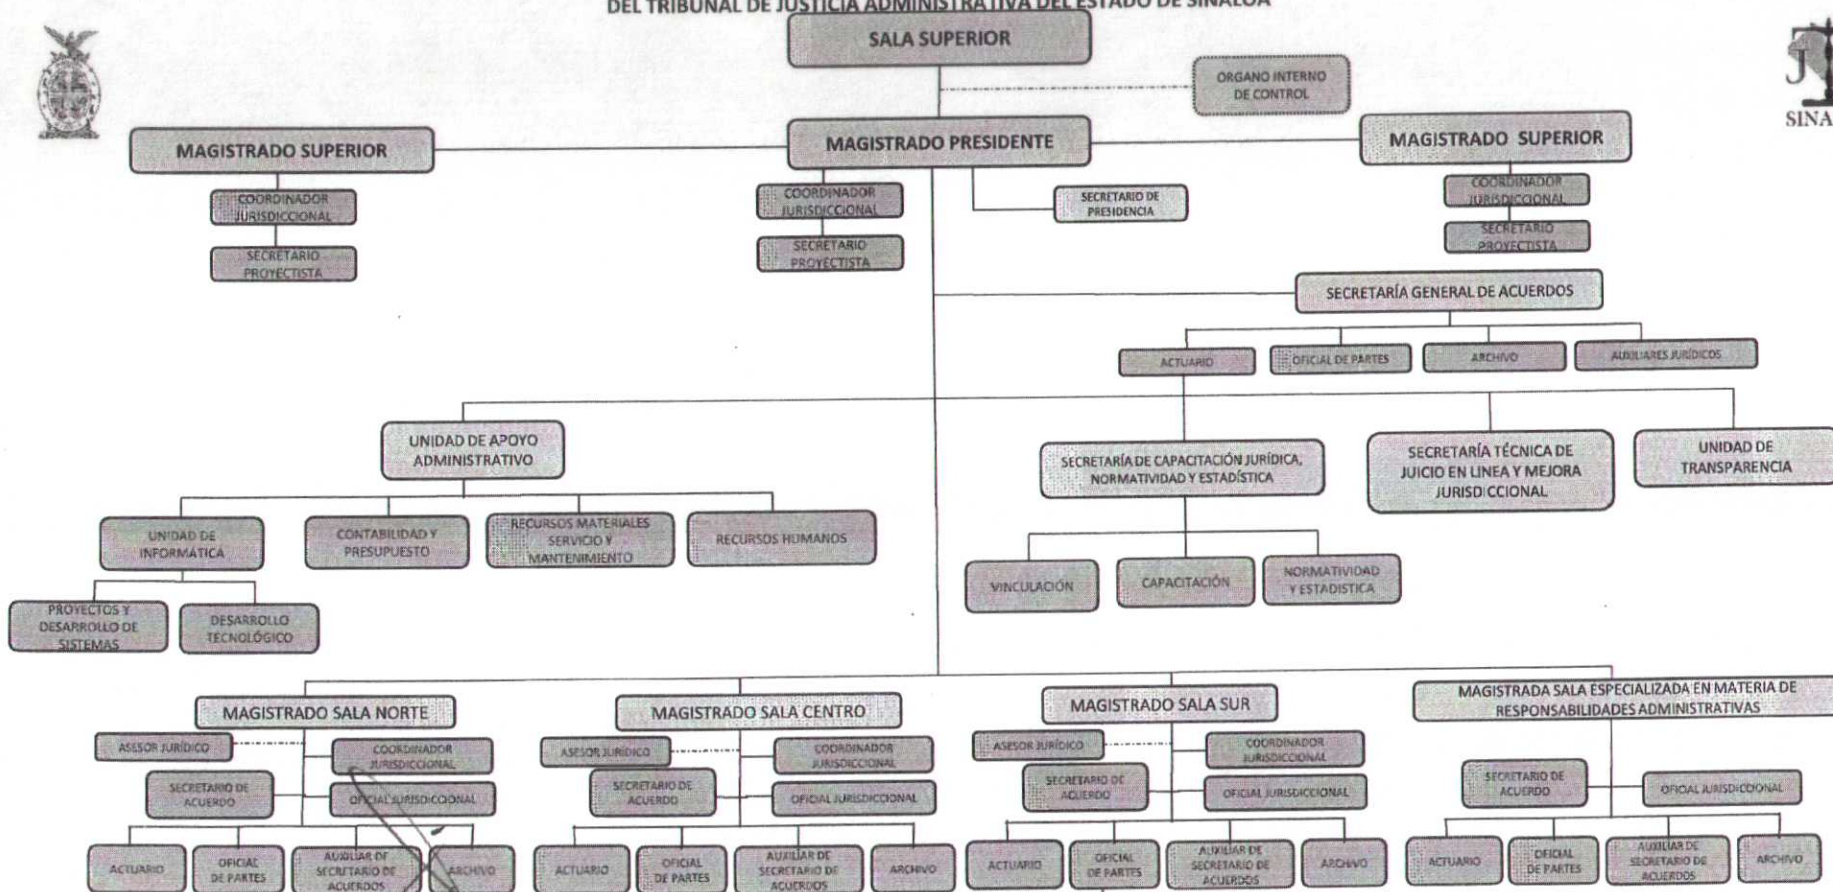 DEL TRIBUNAL DE JUSTICIA ADMINISTRATIVA DEL ESTADO DE SINALOA
SALA SUPERIOR
ORGANO INTERNO
DE CONTROL
SINA
MAGISTRADO SUPERIOR
MAGISTRADO PRESIDENTE
MAGISTRADO SUPERIOR
COORDINADOR
JURISDICCIONAL
SECRETARIO
PROYECTISTA
COORDINADOR
JURISDICCIONAL
SECRETARIO
PROYECTISTA
SECRETARIO DE
PRESIDENCIA
COORDINADOR
JURISDICCIONAL
SECRETARIO
PROYECTISTA
SECRETARÍA GENERAL DE ACUERDOS
ACTUARIO
OFICIAL DE PARTES
ARCHIVO
AUXILIARES JURÍDICOS
UNIDAD DE APOYO
ADMINISTRATIVO
SECRETARÍA DE CAPACITACIÓN JURÍDICA,
NORMATIVIDAD Y ESTADÍSTICA
SECRETARÍA TÉCNICA DE
JUICIO EN LINEA Y MEJORA
JURISDICCIONAL
UNIDAD DE
TRANSPARENCIA
UNIDAD DE
INFORMÁTICA
CONTABILIDAD Y
PRESUPUESTO
RECURSOS MATERIALES
SERVICIO Y
MANTENIMIENTO
RECURSOS HUMANOS
VINCULACIÓN
CAPACITACIÓN
NORMATIVIDAD
Y ESTADISTICA
PROYECTOS Y
DESARROLLO DE
SISTEMAS
DESARROLLO
TECNOLÓGICO
MAGISTRADO SALA NORTE
ASESOR JURÍDICO
COORDINADOR
JURISDICCIONAL
SECRETARIO DE
ACUERDO
OFICIAL JURISDICCIONAL
ACTUARIO
OFICIAL
DE PARTES
AUXILIAR DE
SECRETARIO DE
ACUERDOS
ARCHIVO
MAGISTRADO SALA CENTRO
ASESOR JURÍDICO
COORDINADOR
JURISDICCIONAL
SECRETARIO DE
ACUERDO
OFICIAL JURISDICCIONAL
ACTUARIO
OFICIAL
DE PARTES
AUXILIAR DE
SECRETARIO DE
ACUERDOS
ARCHIVO
MAGISTRADO SALA SUR
ASESOR JURÍDICO
COORDINADOR
JURISDICCIONAL
SECRETARIO DE
ACUERDO
OFICIAL JURISDICCIONAL
ACTUARIO
OFICIAL
DE PARTES
AUXILIAR DE
SECRETARIO DE
ACUERDOS
ARCHIVO
MAGISTRADA SALA ESPECIALIZADA EN MATERIA DE
RESPONSABILIDADES ADMINISTRATIVAS
SECRETARIO DE
ACUERDO
OFICIAL JURISDICCIONAL
ACTUARIO
OFICIAL
DE PARTES
AUXILIAR DE
SECRETARIO DE
ACUERDOS
ARCHIVO